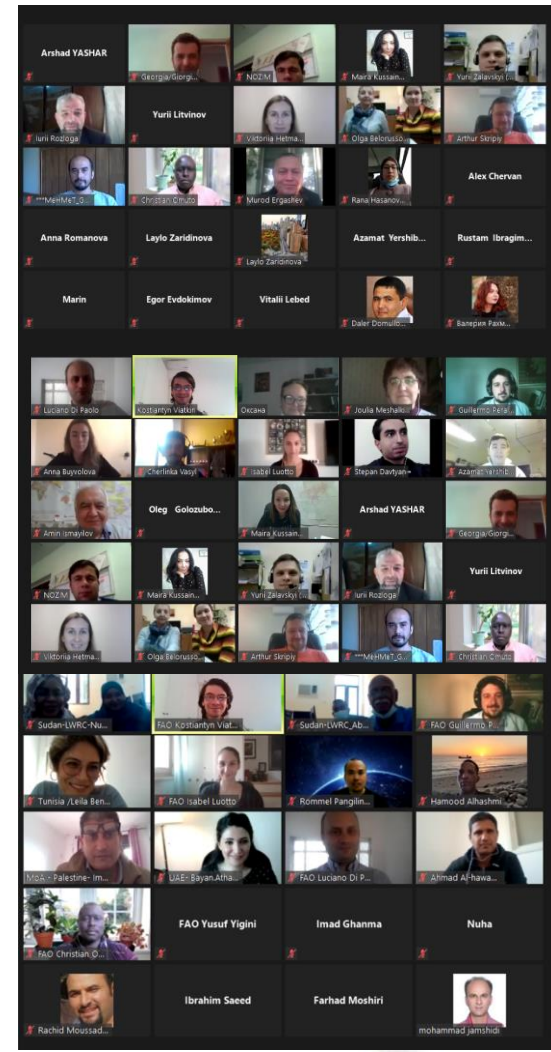 Arshad YASHAR
Georgia/Giorgi...
NOZIM
Maira Kussain...
Yurii Zalavskyi (...
Iurii Rozloga
Yurii Litvinov
Viktoriia Hetma...
Olga Belorusso...
Arthur Skripiy
***MeHMeT_G...
Christian Omuto
Murod Ergashev
Rana Hasanov...
Alex Chervan
Anna Romanova
Laylo Zaridinova
Laylo Zaridinova
Azamat Yershib...
Rustam Ibragim...
Marin
Egor Evdokimov
Vitalii Lebed
Daler Domullo...
Валерия Рахм...
Luciano Di Paolo
Kostiantyn Viatkin
Оксана
Joulia Meshalki...
Guillermo Peral...
Anna Buyvolova
Cherlinka Vasyl
Isabel Luotto
Stepan Davtyan
Azamat Yershib...
Amin Ismayilov
Oleg Golozubo...
Maira Kussain...
Arshad YASHAR
Georgia/Giorgi...
NOZIM
Maira Kussain...
Yurii Zalavskyi (...
Iurii Rozloga
Yurii Litvinov
Viktoriia Hetma...
Olga Belorusso...
Arthur Skripiy
***MeHMeT_G...
Christian Omuto
Sudan-LWRC-Nu...
FAO Kostiantyn Viat...
Sudan-LWRC_Ab...
FAO Guillermo P...
Tunisia /Leila Ben...
FAO Isabel Luotto
Rommel Pangilin...
Hamood Alhashmi
MoA - Palestine- Im...
UAE- Bayan.Atha...
FAO Luciano Di P...
Ahmad Al-hawa...
FAO Christian O...
FAO Yusuf Yigini
Imad Ghanma
Nuha
Rachid Moussad...
Ibrahim Saeed
Farhad Moshiri
mohammad jamshidi